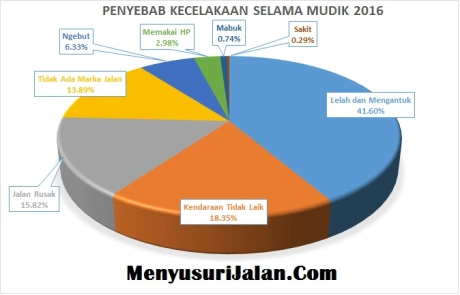 PENYEBAB KECELAKAAN SELAMA MUDIK 2016
Ngebut
6.33%
Memakai HP
2.98%
Mabuk
0.74%
Sakit
0.29%
Tidak Ada Marka Jalan
13.89%
Lelah dan Mengantuk
41.60%
Jalan Rusak
15.82%
Kendaraan Tidak Laik
18.35%
MenyusuriJalan.Com